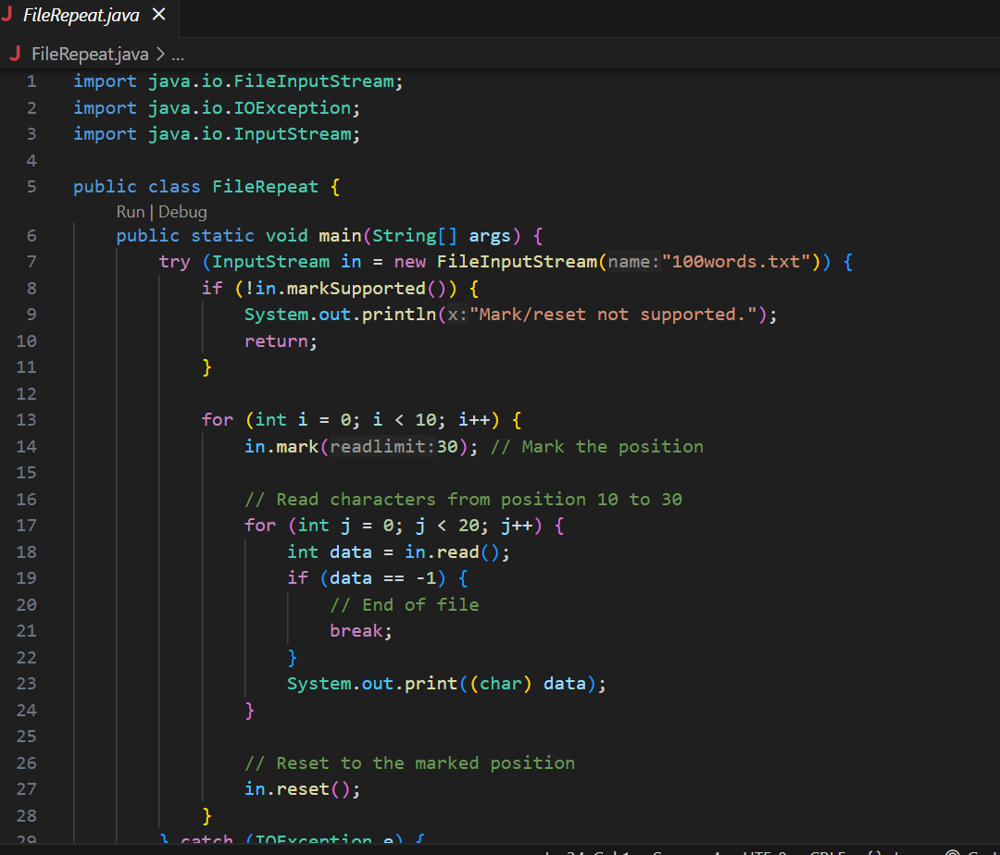 FileRepeat.java ×
FileRepeat.java > ...
1 import java.io.FileInputStream;
2 import java.io.IOException;
3 import java.io.InputStream;
4
5 public class FileRepeat {
Run | Debug
6 public static void main(String[] args) {
7 try (InputStream in = new FileInputStream(name:"100words.txt")) {
8 if (!in.markSupported()) {
9 System.out.println(x:"Mark/reset not supported.");
10 return;
11 }
12
13 for (int i = 0; i < 10; i++) {
14 in.mark(readlimit:30); // Mark the position
15
16 // Read characters from position 10 to 30
17 for (int j = 0; j < 20; j++) {
18 int data = in.read();
19 if (data == -1) {
20 // End of file
21 break;
22 }
23 System.out.print((char) data);
24 }
25
26 // Reset to the marked position
27 in.reset();
28 }
29 } catch (IOException e) {